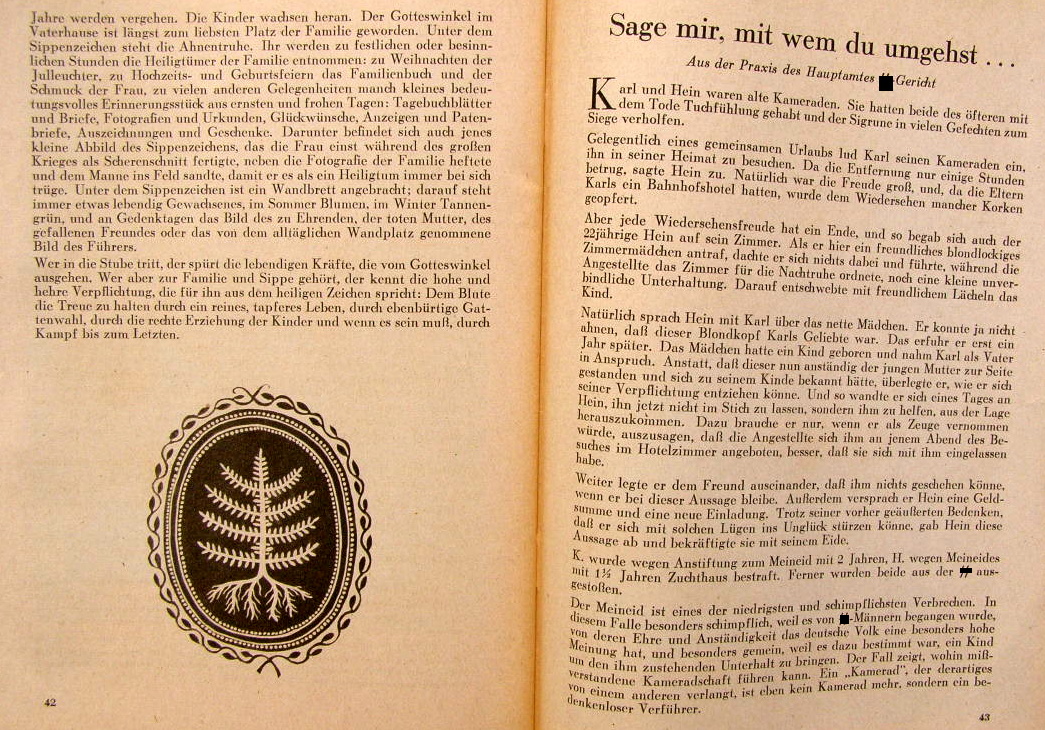 Jahre werden vergehen. Die Kinder wachsen heran. Der Gotteswinkel im
Vaterhause ist längst zum liebsten Platz der Familie geworden. Unter dem
Sippenzeichen steht die Ahnentruhe. Ihr werden zu festlichen oder besinn-
lichen Stunden die Heiligtümer der Familie entnommen: zu Weihnachten der
Julleuchter, zu Hochzeits- und Geburtsfeiern das Familienbuch und der
Schmuck der Frau, zu vielen anderen Gelegenheiten manch kleines bedeu-
tungsvolles Erinnerungsstück aus ernsten und frohen Tagen: Tagebuchblätter
und Briefe, Fotografien und Urkunden, Glückwünsche, Anzeigen und Paten-
briefe, Auszeichnungen und Geschenke. Darunter befindet sich auch jenes
kleine Abbild des Sippenzeichens, das die Frau einst während des großen
Krieges als Scherenschnitt fertigte, neben die Fotografie der Familie heftete
und dem Manne ins Feld sandte, damit er es als ein Heiligtum immer bei sich
trüge. Unter dem Sippenzeichen ist ein Wandbrett angebracht; darauf steht
immer etwas lebendig Gewachsenes, im Sommer Blumen, im Winter Tannen-
grün, und an Gedenktagen das Bild des zu Ehrenden, der toten Mutter, des
gefallenen Freundes oder das von dem alltäglichen Wandplatz genommene
Bild des Führers.
Wer in die Stube tritt, der spürt die lebendigen Kräfte, die vom Gotteswinkel
ausgehen. Wer aber zur Familie und Sippe gehört, der kennt die hohe und
hehre Verpflichtung, die für ihn aus dem heiligen Zeichen spricht: Dem Blute
die Treue zu halten durch ein reines, tapferes Leben, durch ebenbürtige Gat-
tenwahl, durch die rechte Erziehung der Kinder und wenn es sein muß, durch
Kampf bis zum Letzten.
42
Sage mir, mit wem du umgehst . . .
Aus der Praxis des Hauptamtes -Gericht
Karl und Hein waren alte Kameraden. Sie hatten beide des öfteren mit
dem Tode Tuchfühlung gehabt und der Sigrune in vielen Gefechten zum
Siege verholfen.
Gelegentlich eines gemeinsamen Urlaubs lud Karl seinen Kameraden ein,
ihn in seiner Heimat zu besuchen. Da die Entfernung nur einige Stunden
betrug, sagte Hein zu. Natürlich war die Freude groß, und, da die Eltern
Karls ein Bahnhofshotel hatten, wurde dem Wiedersehen mancher Korken
geopfert.
Aber jede Wiedersehensfreude hat ein Ende, und so begab sich auch der
22jährige Hein auf sein Zimmer. Als er hier ein freundliches blondlockiges
Zimmermädchen antraf, dachte er sich nichts dabei und führte, während die
Angestellte das Zimmer für die Nachtruhe ordnete, noch eine kleine unver-
bindliche Unterhaltung. Darauf entschwebte mit freundlichem Lächeln das
Kind.
Natürlich sprach Hein mit Karl über das nette Mädchen. Er konnte ja nicht
ahnen, daß dieser Blondkopf Karls Geliebte war. Das erfuhr er erst ein
Jahr später. Das Mädchen hatte ein Kind geboren und nahm Karl als Vater
in Anspruch. Anstatt, daß dieser nun anständig der jungen Mutter zur Seite
gestanden und sich zu seinem Kinde bekannt hätte, überlegte er, wie er sich
seiner Verpflichtung entziehen könne. Und so wandte er sich eines Tages an
Hein, ihn jetzt nicht im Stich zu lassen, sondern ihm zu helfen, aus der Lage
herauszukommen. Dazu brauche er nur, wenn er als Zeuge vernommen
würde, auszusagen, daß die Angestellte sich ihm an jenem Abend des Be-
suches im Hotelzimmer angeboten, besser, daß sie sich mit ihm eingelassen
habe.
Weiter legte er dem Freund auseinander, daß ihm nichts geschehen könne,
wenn er bei dieser Aussage bleibe. Außerdem versprach er Hein eine Geld-
summe und eine neue Einladung. Trotz seiner vorher geäußerten Bedenken,
daß er sich mit solchen Lügen ins Unglück stürzen könne, gab Hein diese
Aussage ab und bekräftigte sie mit seinem Eide.
K. wurde wegen Anstiftung zum Meineid mit 2 Jahren, H. wegen Meineides
mit 1½ Jahren Zuchthaus bestraft. Ferner wurden beide aus der aus-
gestoßen.
Der Meineid ist eines der niedrigsten und schimpflichsten Verbrechen. In
diesem Falle besonders schimpflich, weil es von -Männern begangen wurde,
von deren Ehre und Anständigkeit das deutsche Volk eine besonders hohe
Meinung hat, und besonders gemein, weil es dazu bestimmt war, ein Kind
um den ihm zustehenden Unterhalt zu bringen. Der Fall zeigt, wohin miß-
verstandene Kameradschaft führen kann. Ein „Kamerad“, der derartiges
von einem anderen verlangt, ist eben kein Kamerad mehr, sondern ein be-
denkenloser Verführer.
43